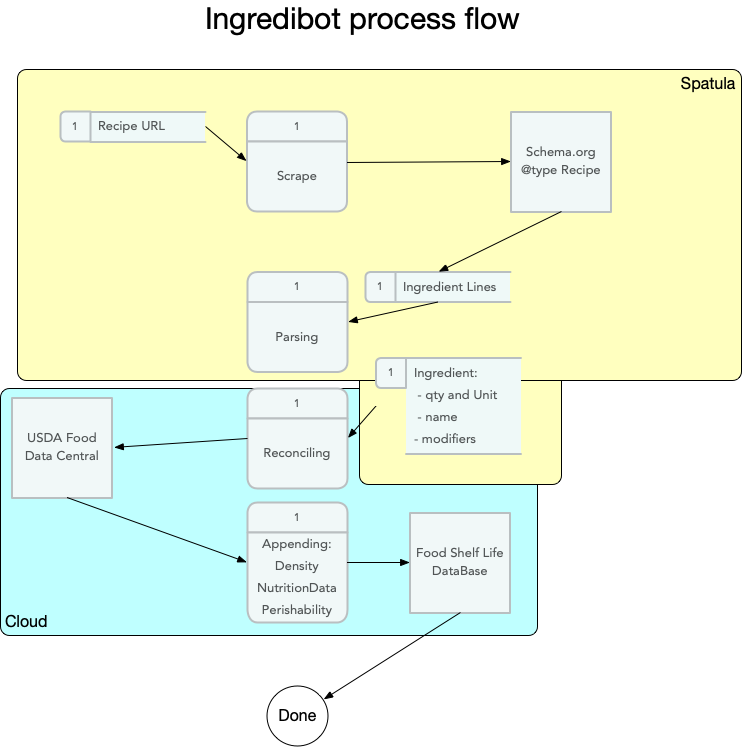 Ingredibot process flow
Spatula
1
Recipe URL
1
Scrape
Schema.org
@type Recipe
1
Ingredient Lines
1
Parsing
1
Ingredient:
- qty and Unit
- name
- modifiers
1
Reconciling
USDA Food
Data Central
1
Appending:
Density
NutritionData
Perishability
Food Shelf Life
DataBase
Cloud
Done